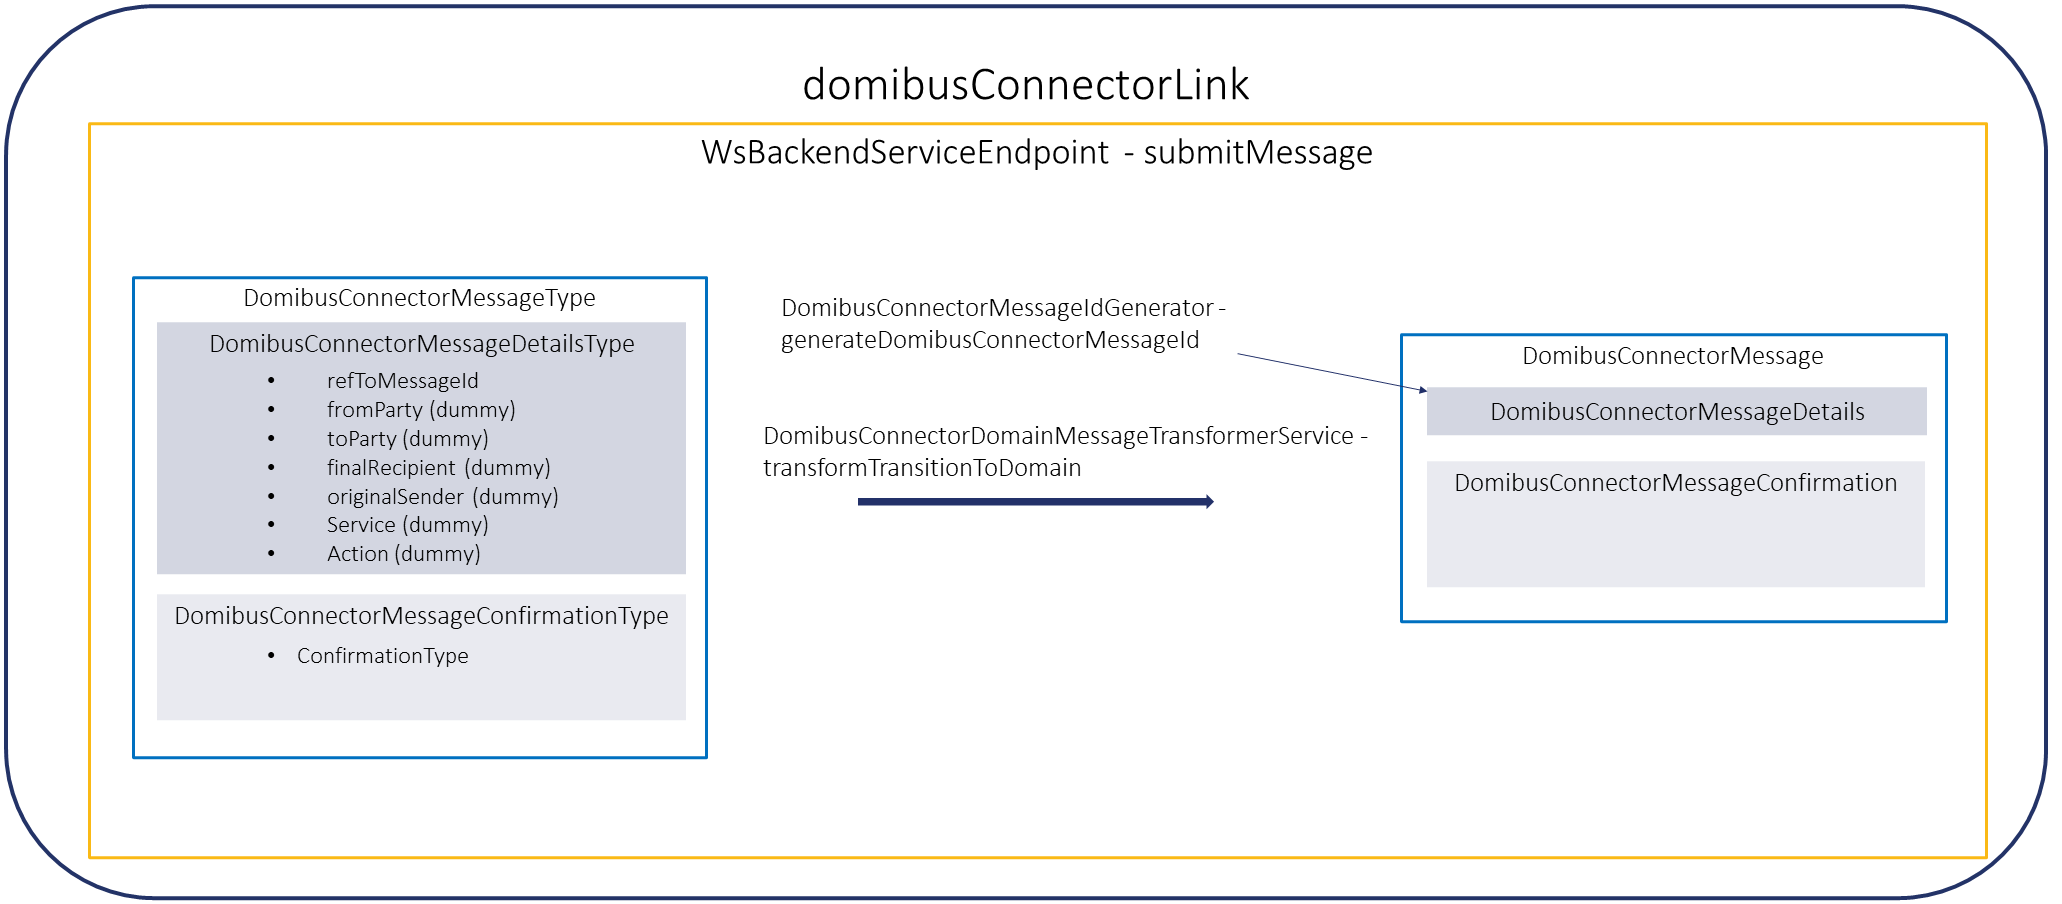 domibusConnectorLink
WsBackendServiceEndpoint - submitMessage
DomibusConnectorMessageType
DomibusConnectorMessageDetailsType
• refToMessageId
• fromParty (dummy)
• toParty (dummy)
• finalRecipient (dummy)
• originalSender (dummy)
• Service (dummy)
• Action (dummy)
DomibusConnectorMessageConfirmationType
• ConfirmationType
DomibusConnectorMessageIdGenerator -
generateDomibusConnectorMessageId
DomibusConnectorDomainMessageTransformerService -
transformTransitionToDomain
DomibusConnectorMessage
DomibusConnectorMessageDetails
DomibusConnectorMessageConfirmation